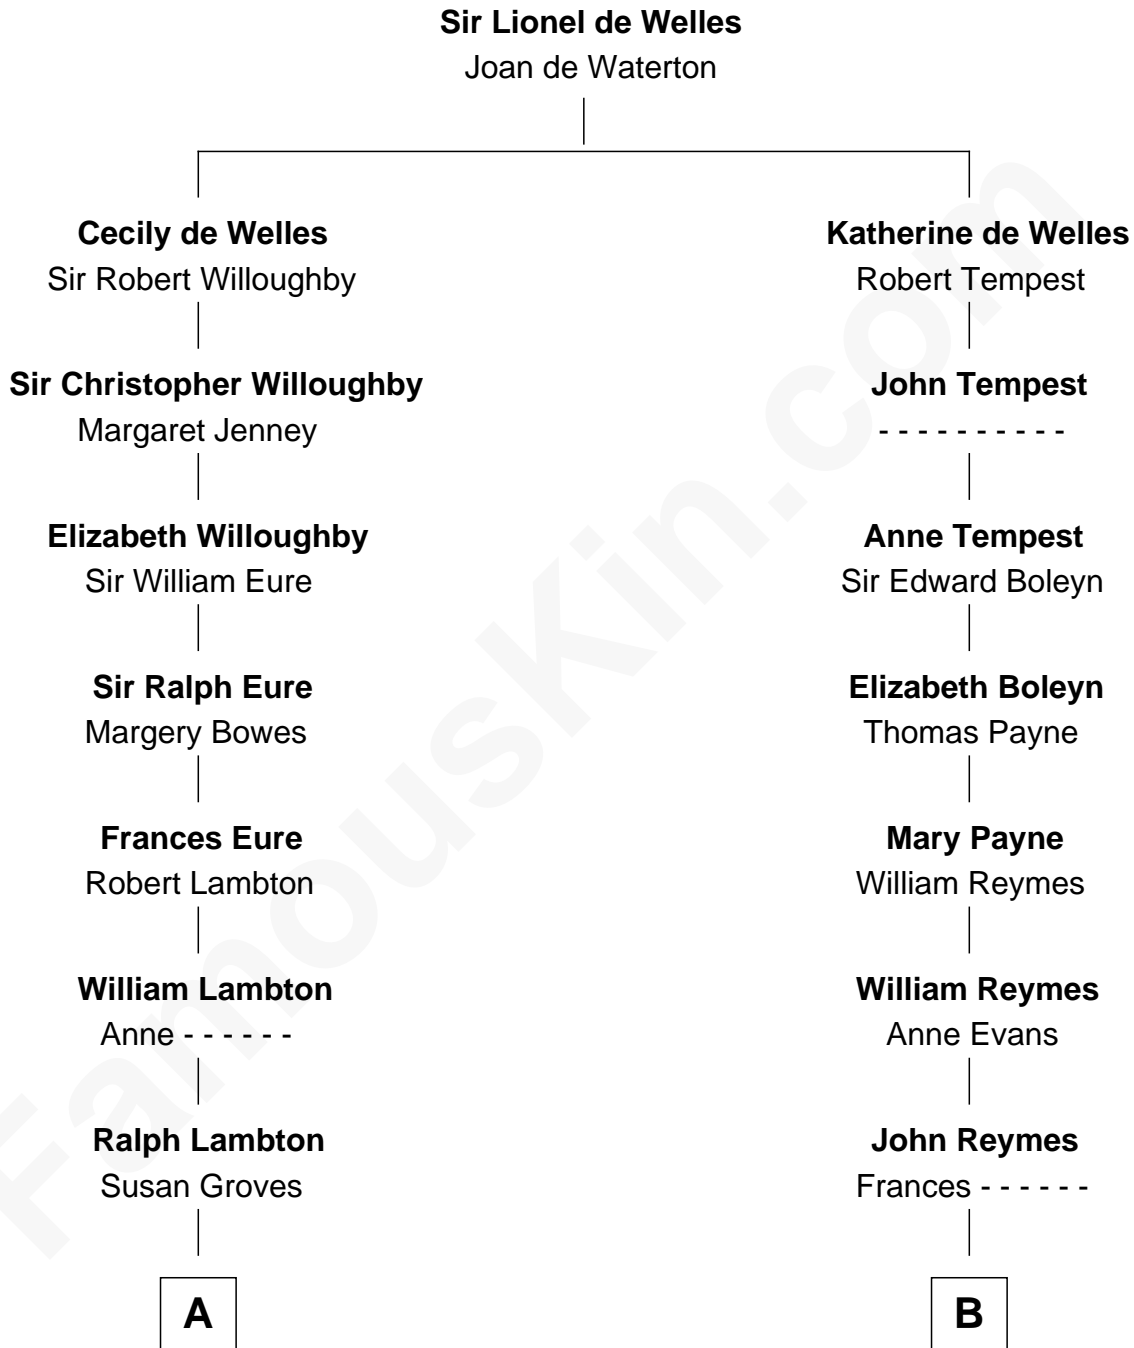 Sir Lionel de Welles
Joan de Waterton
Cecily de Welles
Sir Robert Willoughby
Katherine de Welles
Robert Tempest
Sir Christopher Willoughby
Margaret Jenney
John Tempest
- - - - - - - - - -
Elizabeth Willoughby
Sir William Eure
Anne Tempest
Sir Edward Boleyn
Sir Ralph Eure
Margery Bowes
Elizabeth Boleyn
Thomas Payne
Frances Eure
Robert Lambton
Mary Payne
William Reymes
William Lambton
Anne - - - - - -
William Reymes
Anne Evans
Ralph Lambton
Susan Groves
John Reymes
Frances - - - - - -
A
B
FamousKin.com